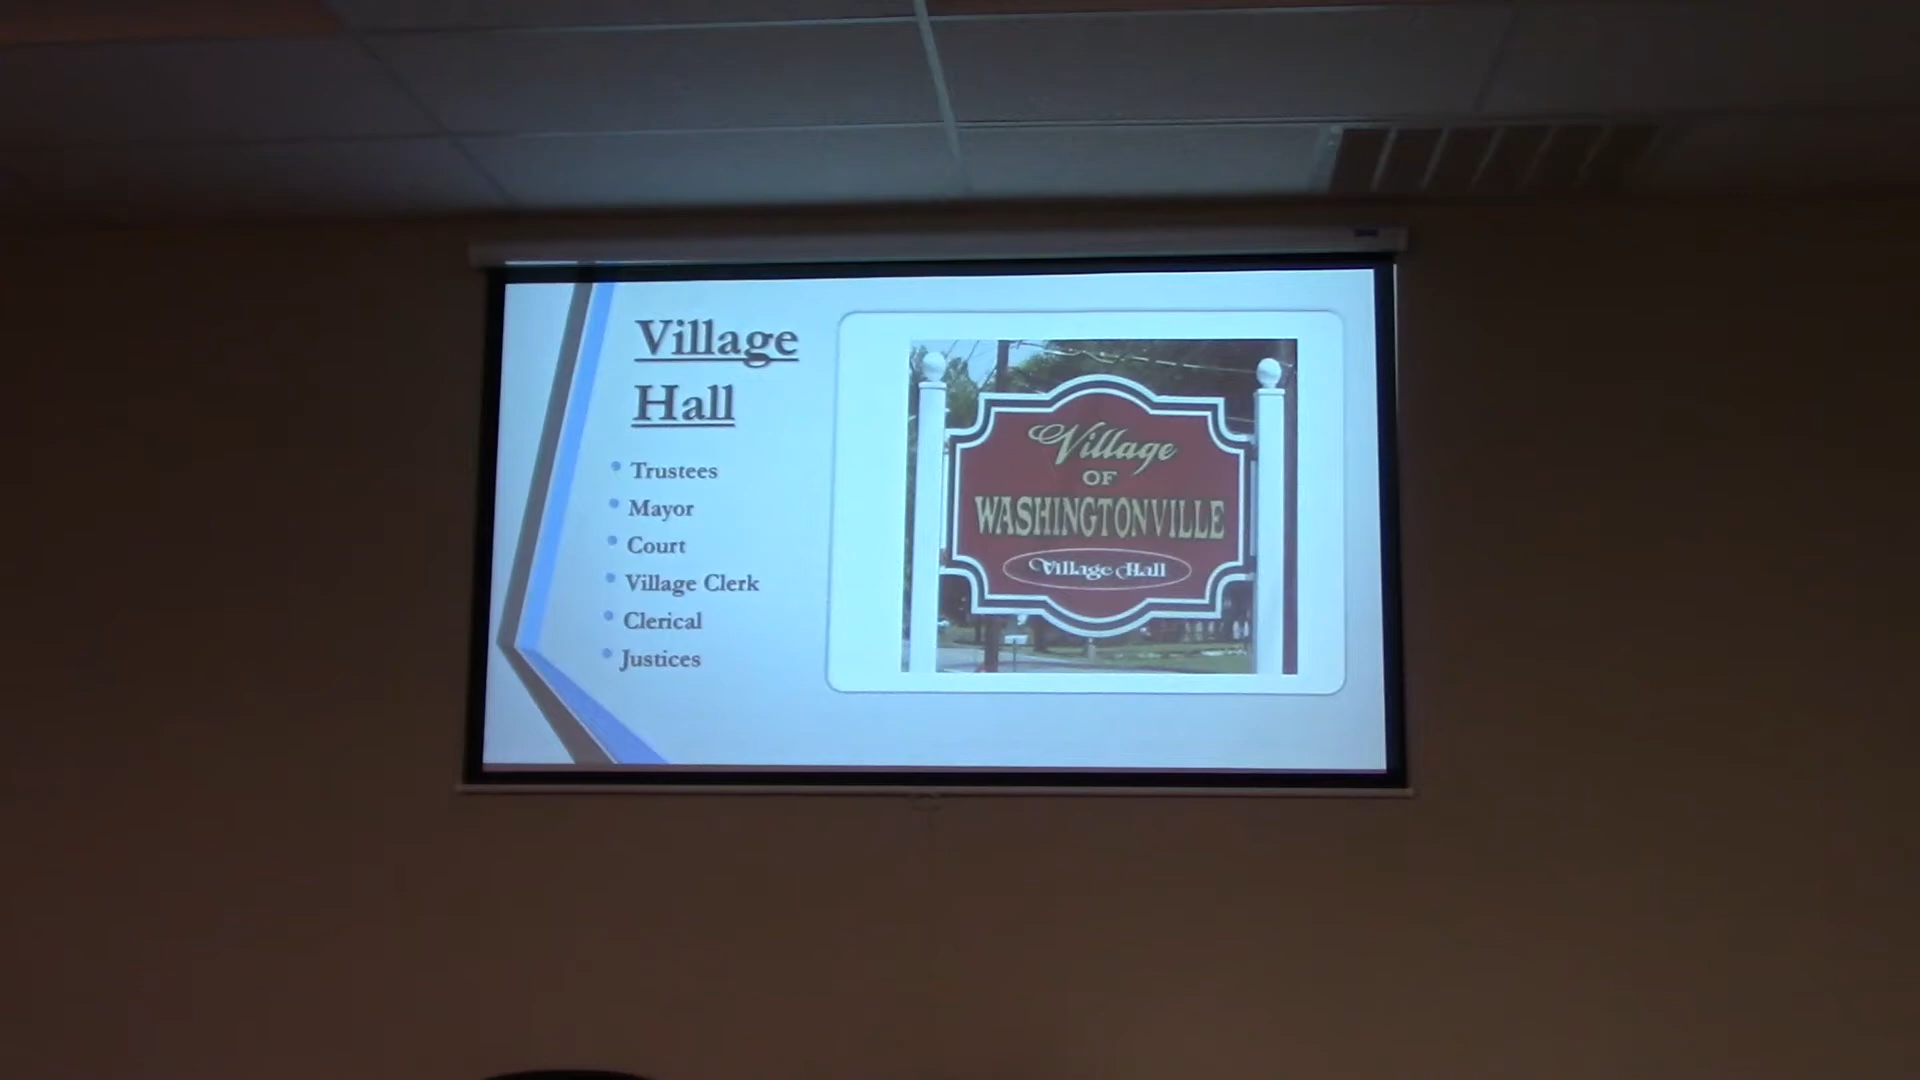 Village
Hall
Trustees
Mayor
Court
Village Clerk
Clerical
Justices
Village
OF
WASHINGTONVILLE
Village Hall